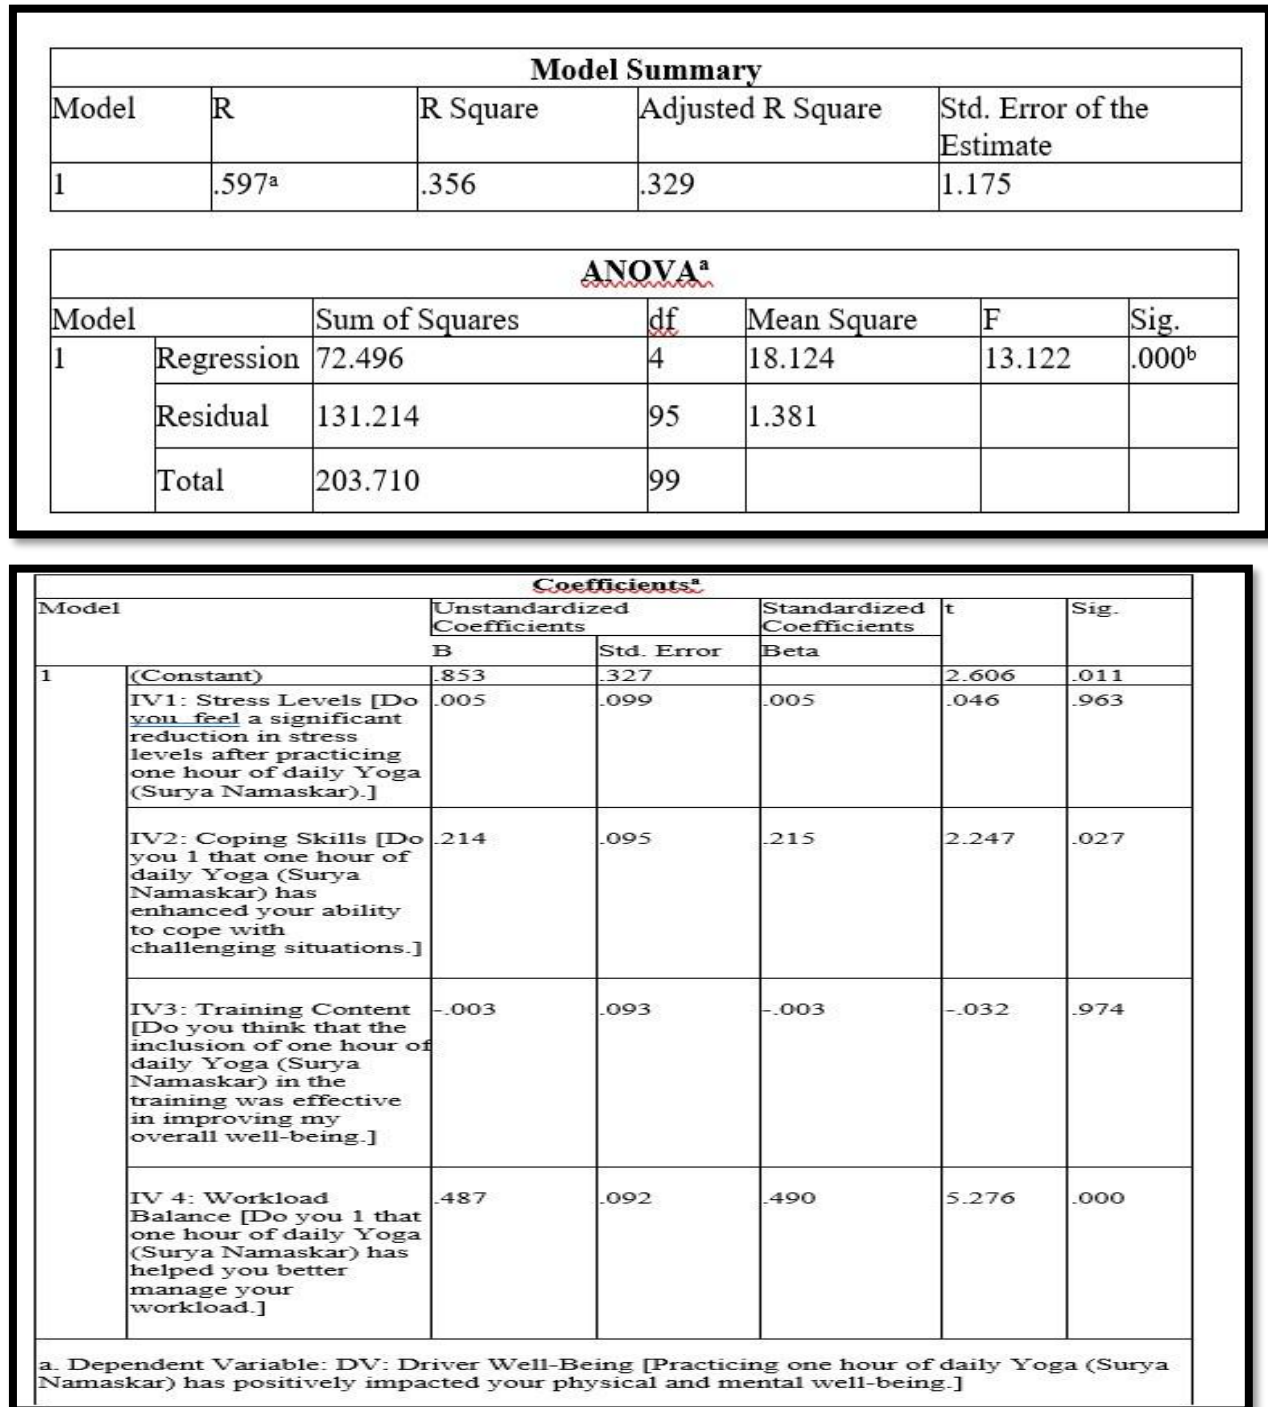 Model Summary
Model R R Square Adjusted R Square Std. Error of the
Estimate
1 .597a .356 .329 1.175
ANOVAa
Model Sum of Squares df Mean Square F Sig.
1 Regression 72.496 4 18.124 13.122 .000b
Residual 131.214 95 1.381
Total 203.710 99
Coefficientsa
Model Unstandardized Standardized t Sig.
Coefficients Coefficients
B Std. Error Beta
1 (Constant) .853 .327 2.606 .011
IV1: Stress Levels [Do .005 .099 .005 .046 .963
you feel a significant
reduction in stress
levels after practicing
one hour of daily Yoga
(Surya Namaskar).]
IV2: Coping Skills [Do .214 .095 .215 2.247 .027
you 1 that one hour of
daily Yoga (Surya
Namaskar) has
enhanced your ability
to cope with
challenging situations.]
IV3: Training Content -.003 .093 -.003 -.032 .974
[Do you think that the
inclusion of one hour of
daily Yoga (Surya
Namaskar) in the
training was effective
in improving my
overall well-being.]
IV 4: Workload .487 .092 .490 5.276 .000
Balance [Do you 1 that
one hour of daily Yoga
(Surya Namaskar) has
helped you better
manage your
workload.]
a. Dependent Variable: DV: Driver Well-Being [Practicing one hour of daily Yoga (Surya
Namaskar) has positively impacted your physical and mental well-being.]